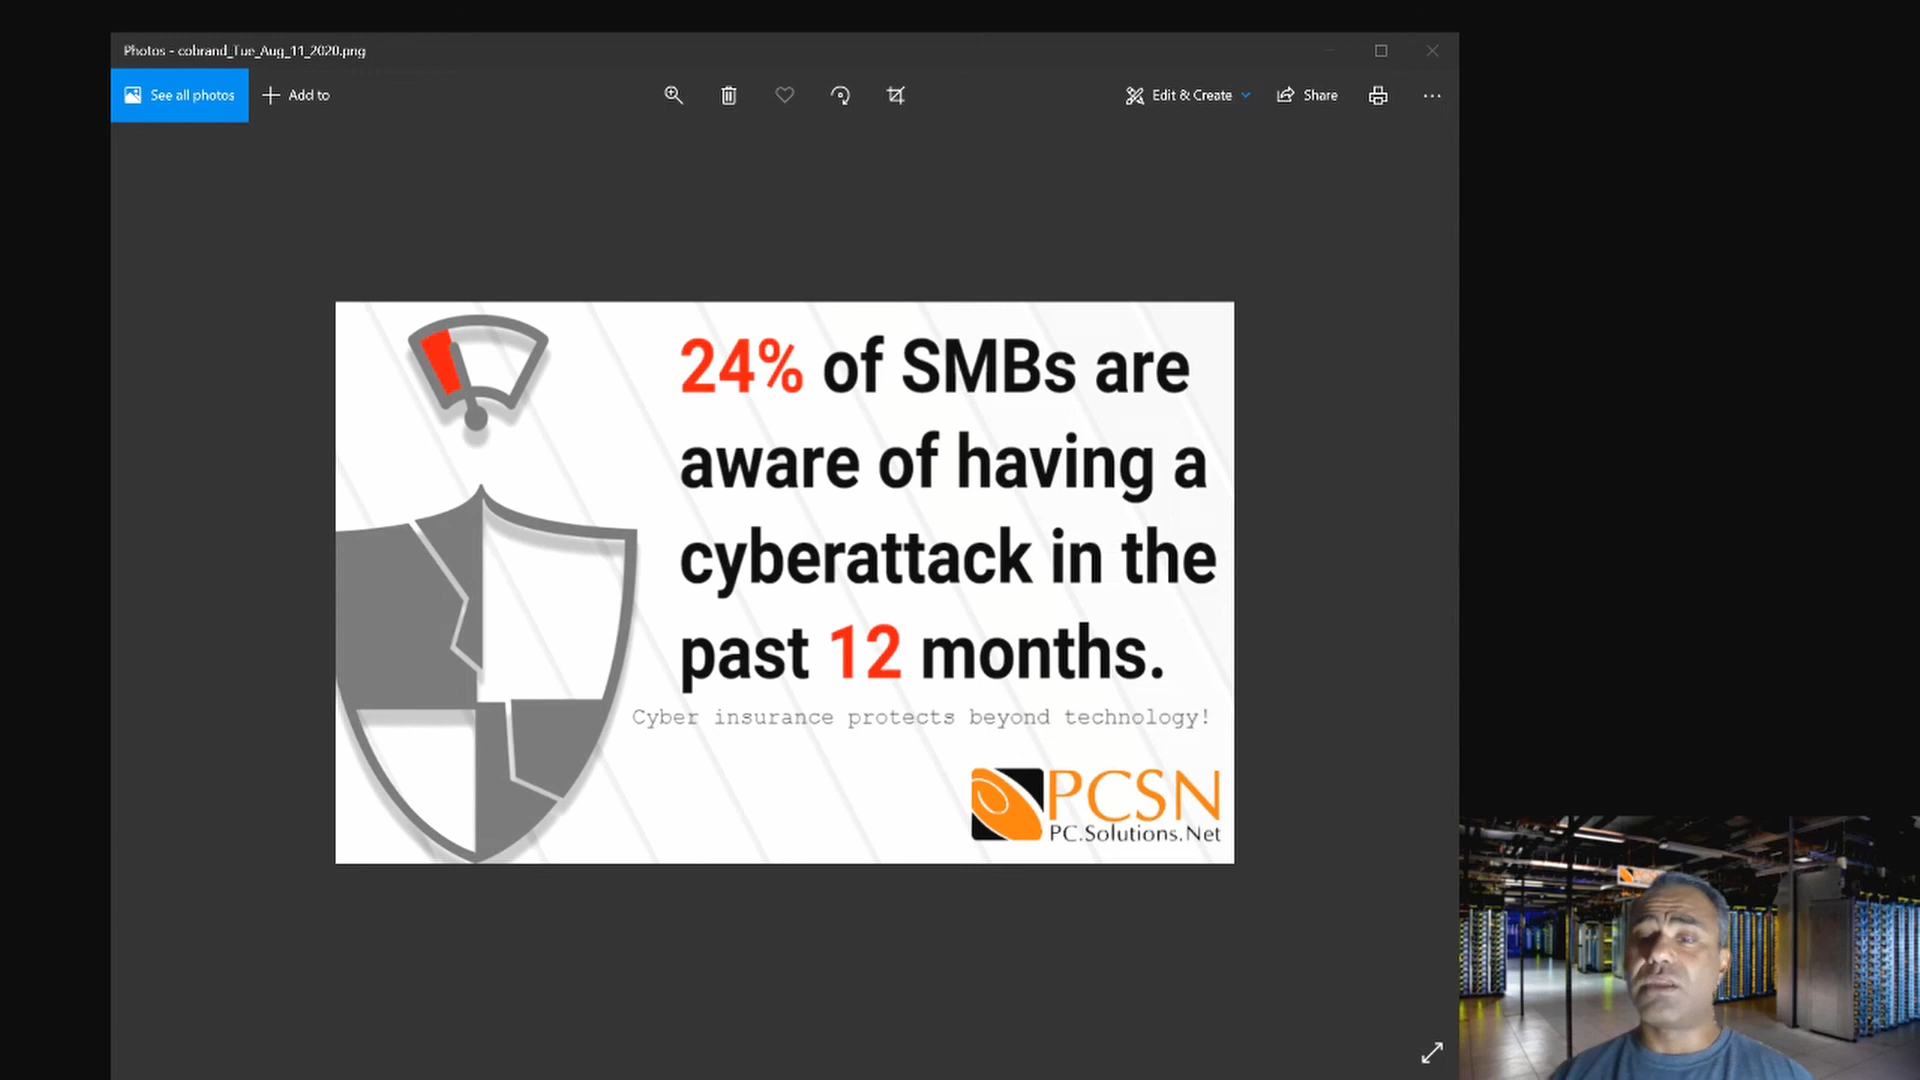 Photos - cobrand_Tue_Aug_11_2020.png
See all photos
Add to
Edit & Create
Share
24% of SMBs are
aware of having a
cyberattack in the
past 12 months.
Cyber insurance protects beyond technology!
PCSN
PC.Solutions.Net